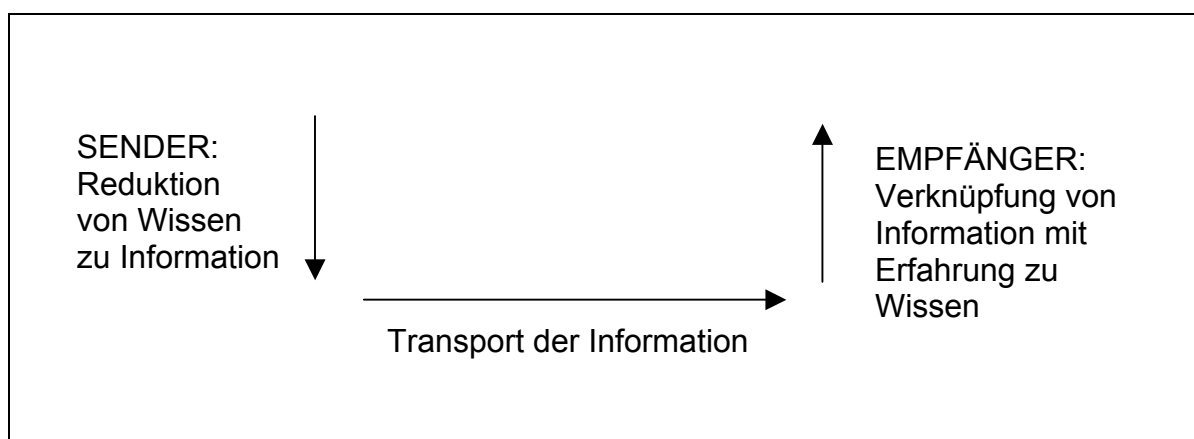 SENDER:
Reduktion
von Wissen
zu Information
Transport der Information
EMPFÄNGER:
Verknüpfung von
Information mit
Erfahrung zu
Wissen